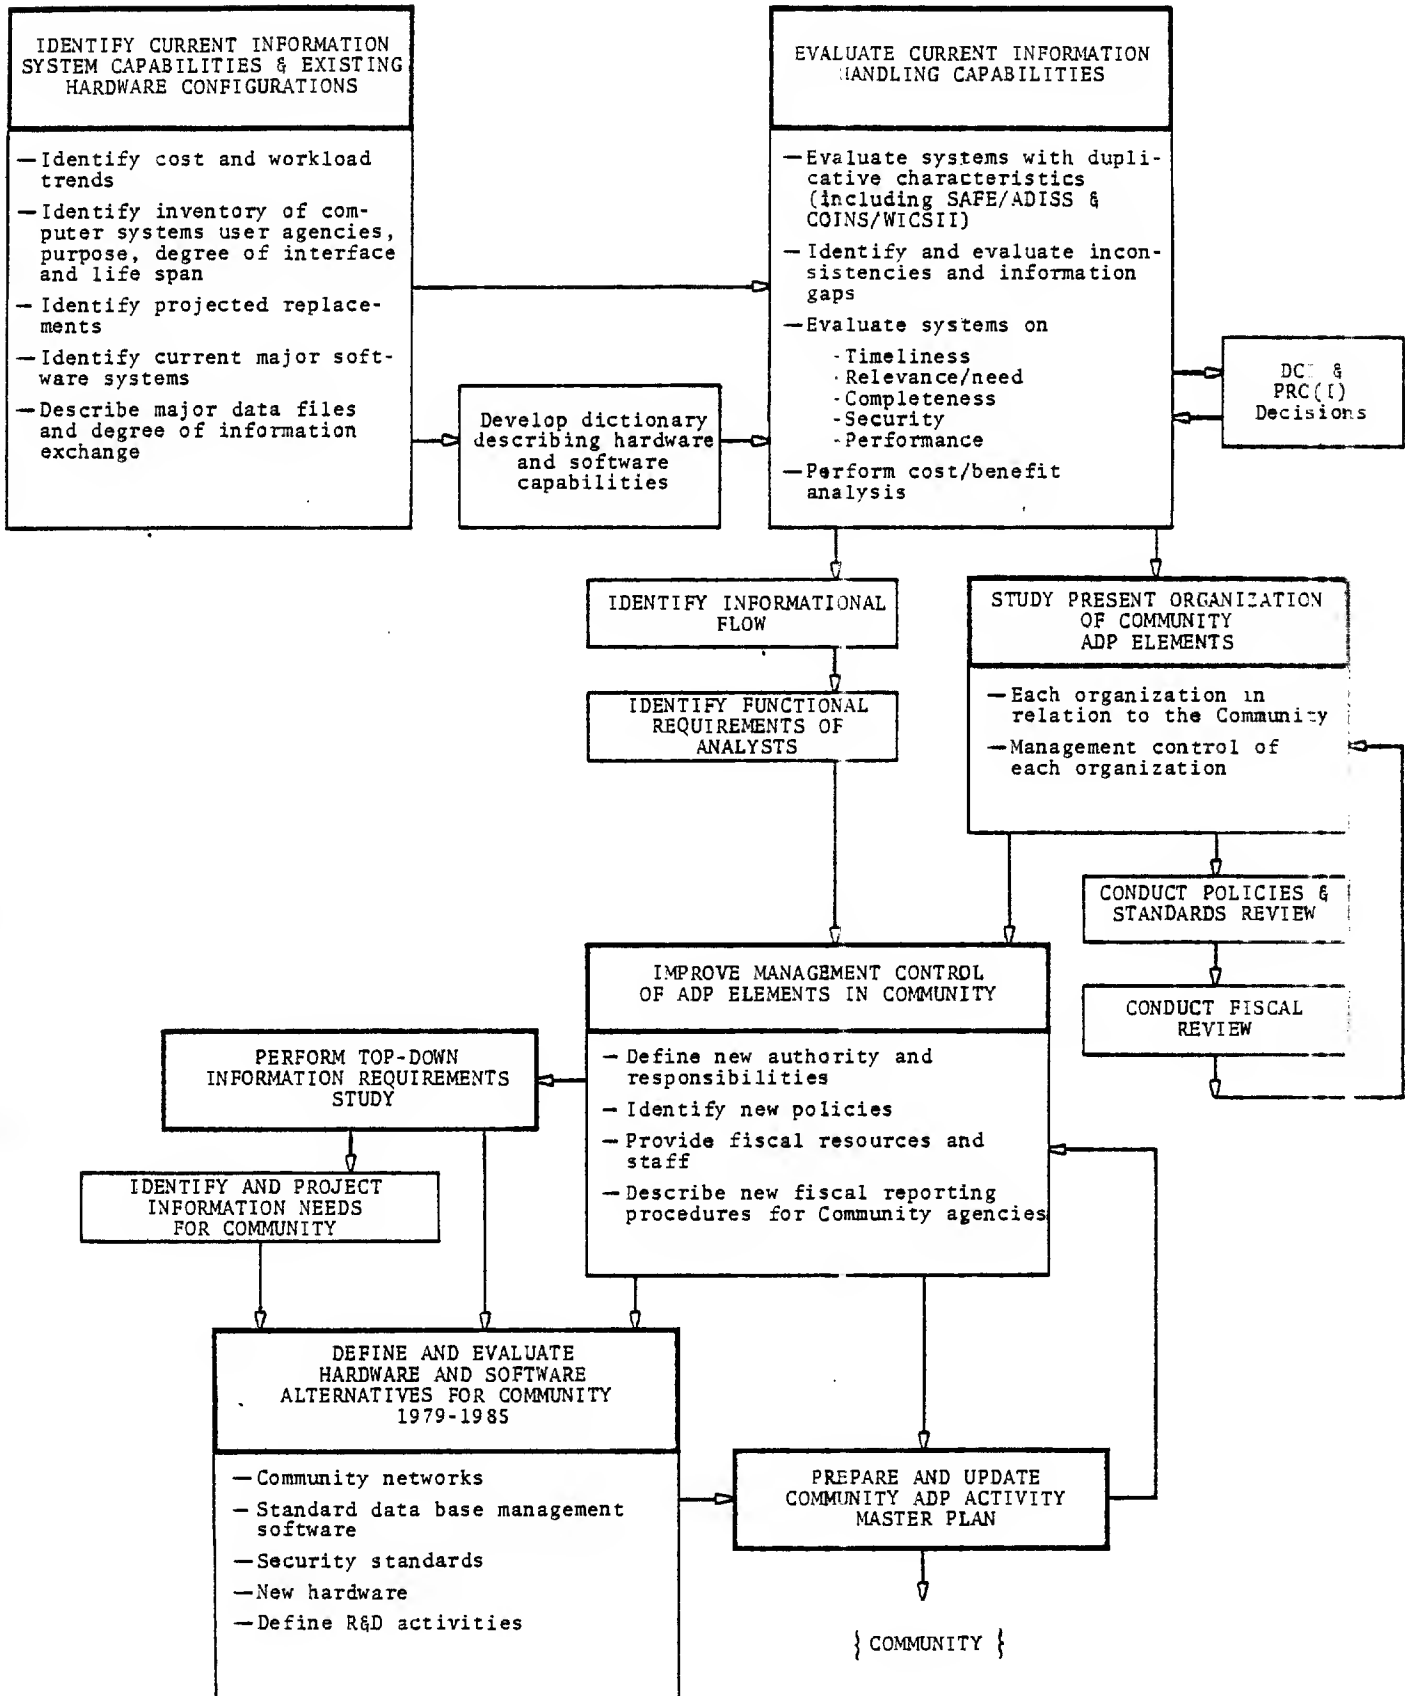 IDENTIFY CURRENT INFORMATION
SYSTEM CAPABILITIES & EXISTING
HARDWARE CONFIGURATIONS
— Identify cost and workload
trends
— Identify inventory of com-
puter systems user agencies,
purpose, degree of interface
and life span
— Identify projected replace-
ments
— Identify current major soft-
ware systems
— Describe major data files
and degree of information
exchange
Develop dictionary
describing hardware
and software
capabilities
EVALUATE CURRENT INFORMATION
HANDLING CAPABILITIES
— Evaluate systems with dupli-
cative characteristics
(including SAFE/ADISS &
COINS/WICSII)
— Identify and evaluate incon-
sistencies and information
gaps
— Evaluate systems on
- Timeliness
- Relevance/need
- Completeness
- Security
- Performance
— Perform cost/benefit
analysis
DCI &
PRC(I)
Decisions
IDENTIFY INFORMATIONAL
FLOW
IDENTIFY FUNCTIONAL
REQUIREMENTS OF
ANALYSTS
STUDY PRESENT ORGANIZATION
OF COMMUNITY
ADP ELEMENTS
— Each organization in
relation to the Community
— Management control of
each organization
CONDUCT POLICIES &
STANDARDS REVIEW
CONDUCT FISCAL
REVIEW
IMPROVE MANAGEMENT CONTROL
OF ADP ELEMENTS IN COMMUNITY
— Define new authority and
responsibilities
— Identify new policies
— Provide fiscal resources and
staff
— Describe new fiscal reporting
procedures for Community agencies
PERFORM TOP-DOWN
INFORMATION REQUIREMENTS
STUDY
IDENTIFY AND PROJECT
INFORMATION NEEDS
FOR COMMUNITY
DEFINE AND EVALUATE
HARDWARE AND SOFTWARE
ALTERNATIVES FOR COMMUNITY
1979-1985
— Community networks
— Standard data base management
software
— Security standards
— New hardware
— Define R&D activities
PREPARE AND UPDATE
COMMUNITY ADP ACTIVITY
MASTER PLAN
} COMMUNITY {